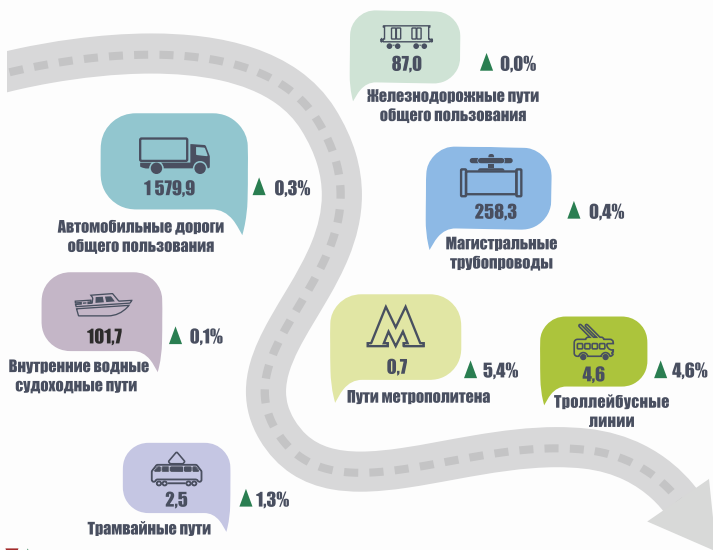 87,0
0,0%
Железнодорожные пути
общего пользования
1 579,9
0,3%
Автомобильные дороги
общего пользования
258,3
0,4%
Магистральные
трубопроводы
101,7
0,1%
Внутренние водные
судоходные пути
0,7
5,4%
Пути метрополитена
4,6
4,6%
Троллейбусные
линии
2,5
1,3%
Трамвайные пути